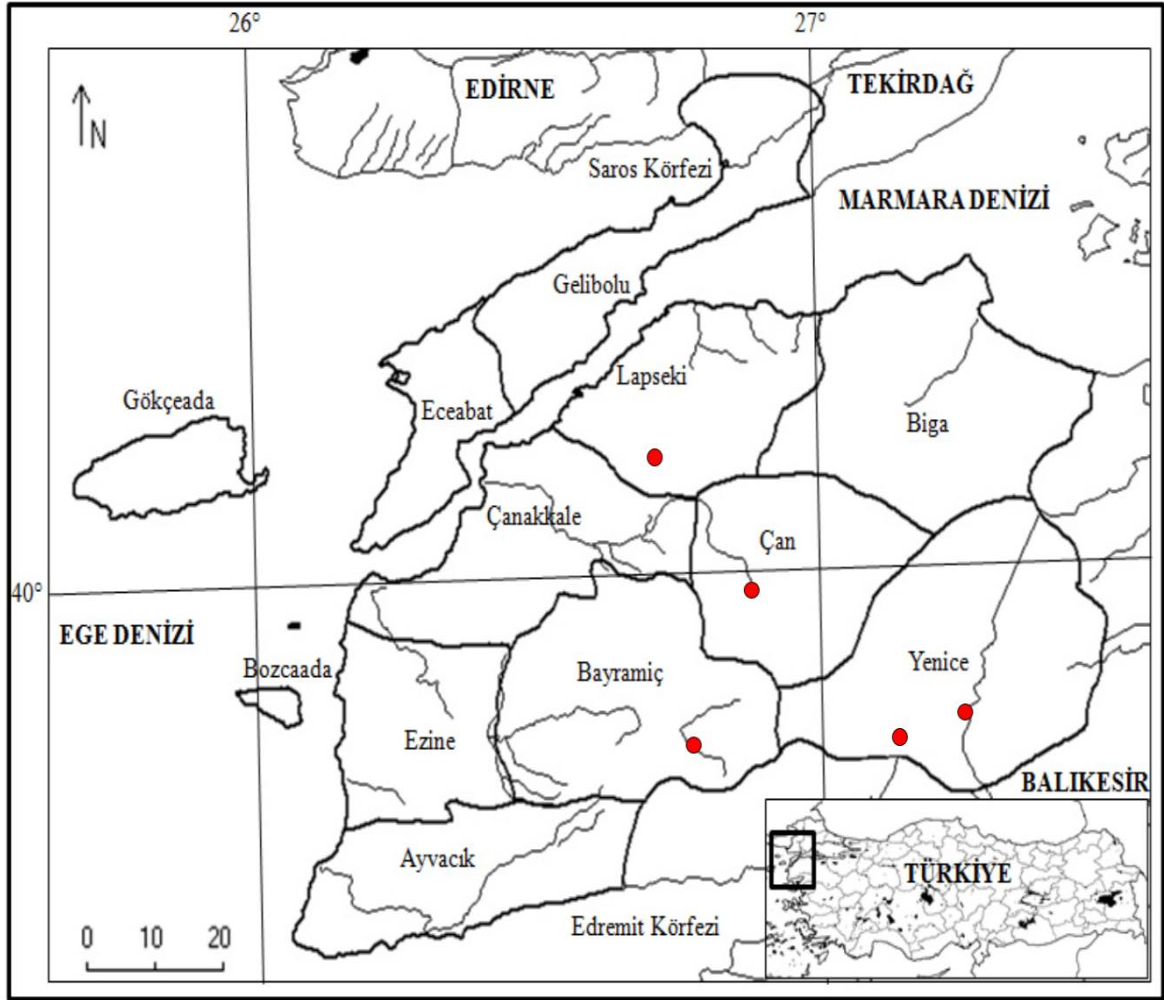 26°
27°
EDİRNE
TEKİRDAĞ
N
Saros Körfezi
MARMARA DENİZİ
Gelibolu
Lapseki
Gökçeada
Eceabat
Biga
Çanakkale
Çan
40°
EGE DENİZİ
Bozcaada
Bayramiç
Yenice
Ezine
BALIKESİR
Ayvacık
TÜRKİYE
Edremit Körfezi
0 10 20